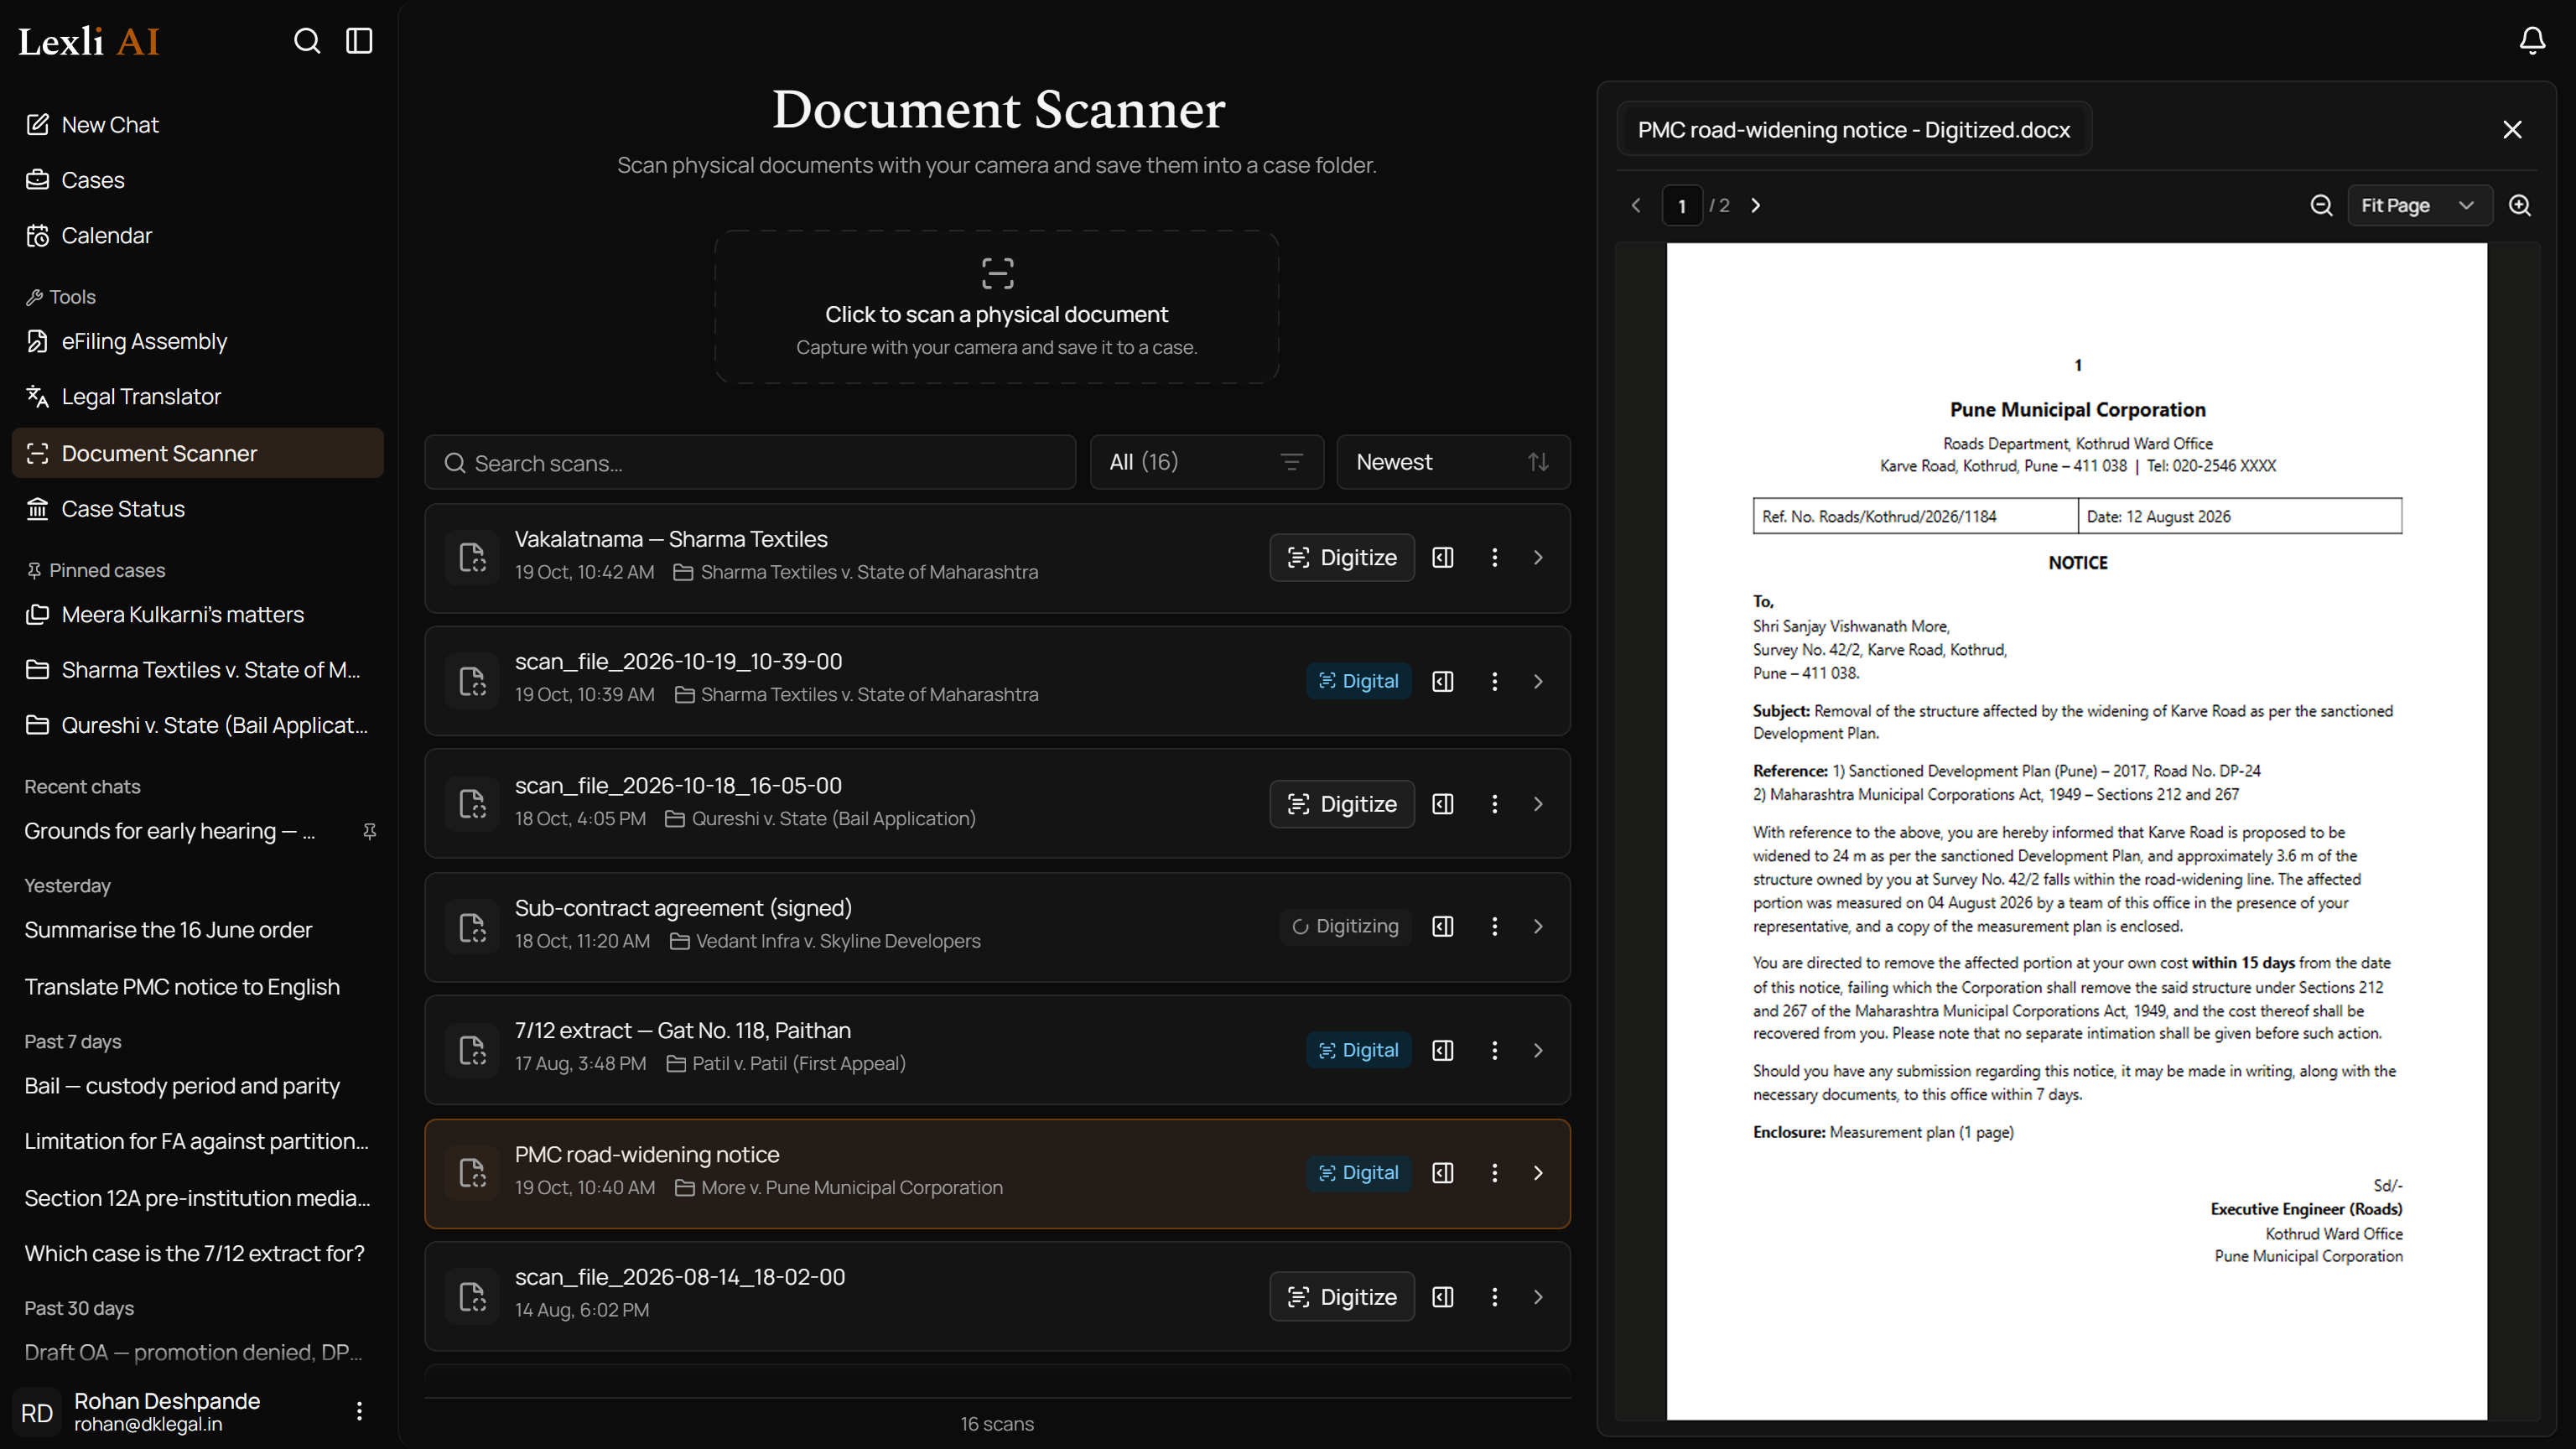 Lexli AI
New Chat
Cases
Calendar
Tools
eFiling Assembly
Legal Translator
Document Scanner
Case Status
Pinned cases
Meera Kulkarni's matters
Sharma Textiles v. State of M...
Qureshi v. State (Bail Applicat...
Recent chats
Grounds for early hearing — ...
Yesterday
Summarise the 16 June order
Translate PMC notice to English
Past 7 days
Bail — custody period and parity
Limitation for FA against partition...
Section 12A pre-institution media...
Which case is the 7/12 extract for?
Past 30 days
Draft OA — promotion denied, DP...
RD
Rohan Deshpande
rohan@dklegal.in
Document Scanner
Scan physical documents with your camera and save them into a case folder.
Click to scan a physical document
Capture with your camera and save it to a case.
Search scans...
All (16)
Newest
Vakalatnama — Sharma Textiles
19 Oct, 10:42 AM Sharma Textiles v. State of Maharashtra
Digitize
scan_file_2026-10-19_10-39-00
19 Oct, 10:39 AM Sharma Textiles v. State of Maharashtra
Digital
scan_file_2026-10-18_16-05-00
18 Oct, 4:05 PM Qureshi v. State (Bail Application)
Digitize
Sub-contract agreement (signed)
18 Oct, 11:20 AM Vedant Infra v. Skyline Developers
Digitizing
7/12 extract — Gat No. 118, Paithan
17 Aug, 3:48 PM Patil v. Patil (First Appeal)
Digital
PMC road-widening notice
19 Oct, 10:40 AM More v. Pune Municipal Corporation
Digital
scan_file_2026-08-14_18-02-00
14 Aug, 6:02 PM
Digitize
16 scans
PMC road-widening notice - Digitized.docx
1 / 2
Fit Page
1
Pune Municipal Corporation
Roads Department, Kothrud Ward Office
Karve Road, Kothrud, Pune – 411 038 | Tel: 020-2546 XXXX
Ref. No. Roads/Kothrud/2026/1184
Date: 12 August 2026
NOTICE
To,
Shri Sanjay Vishwanath More,
Survey No. 42/2, Karve Road, Kothrud,
Pune – 411 038.
Subject: Removal of the structure affected by the widening of Karve Road as per the sanctioned
Development Plan.
Reference: 1) Sanctioned Development Plan (Pune) – 2017, Road No. DP-24
2) Maharashtra Municipal Corporations Act, 1949 – Sections 212 and 267
With reference to the above, you are hereby informed that Karve Road is proposed to be
widened to 24 m as per the sanctioned Development Plan, and approximately 3.6 m of the
structure owned by you at Survey No. 42/2 falls within the road-widening line. The affected
portion was measured on 04 August 2026 by a team of this office in the presence of your
representative, and a copy of the measurement plan is enclosed.
You are directed to remove the affected portion at your own cost within 15 days from the date
of this notice, failing which the Corporation shall remove the said structure under Sections 212
and 267 of the Maharashtra Municipal Corporations Act, 1949, and the cost thereof shall be
recovered from you. Please note that no separate intimation shall be given before such action.
Should you have any submission regarding this notice, it may be made in writing, along with the
necessary documents, to this office within 7 days.
Enclosure: Measurement plan (1 page)
Sd/-
Executive Engineer (Roads)
Kothrud Ward Office
Pune Municipal Corporation